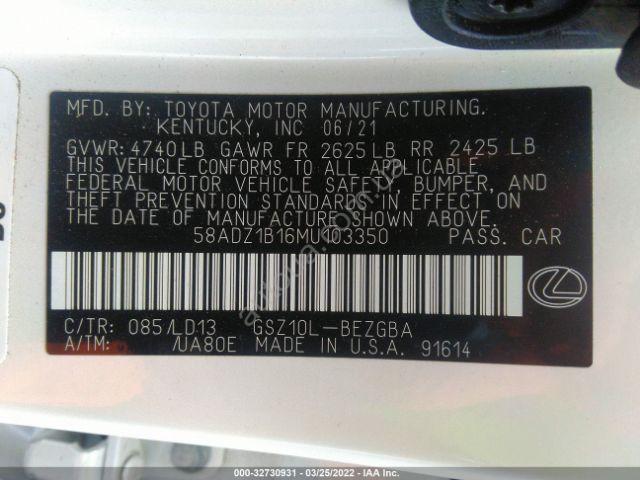 MFD. BY: TOYOTA MOTOR MANUFACTURING.
KENTUCKY, INC 06/21
GVWR: 4740LB GAWR FR 2625LB RR 2425 LB
THIS VEHICLE CONFORMS TO ALL APPLICABLE
FEDERAL MOTOR VEHICLE SAFETY, BUMPER, AND
THEFT PREVENTION STANDARDS IN EFFECT ON
THE DATE OF MANUFACTURE SHOWN ABOVE.
58ADZ1B16MU103350 PASS. CAR
C/TR: 085/LD13 GSZ10L-BEZGBA
A/TM: /UA80E MADE IN U.S.A. 91614
000-32730931 - 03/25/2022 - IAA Inc.